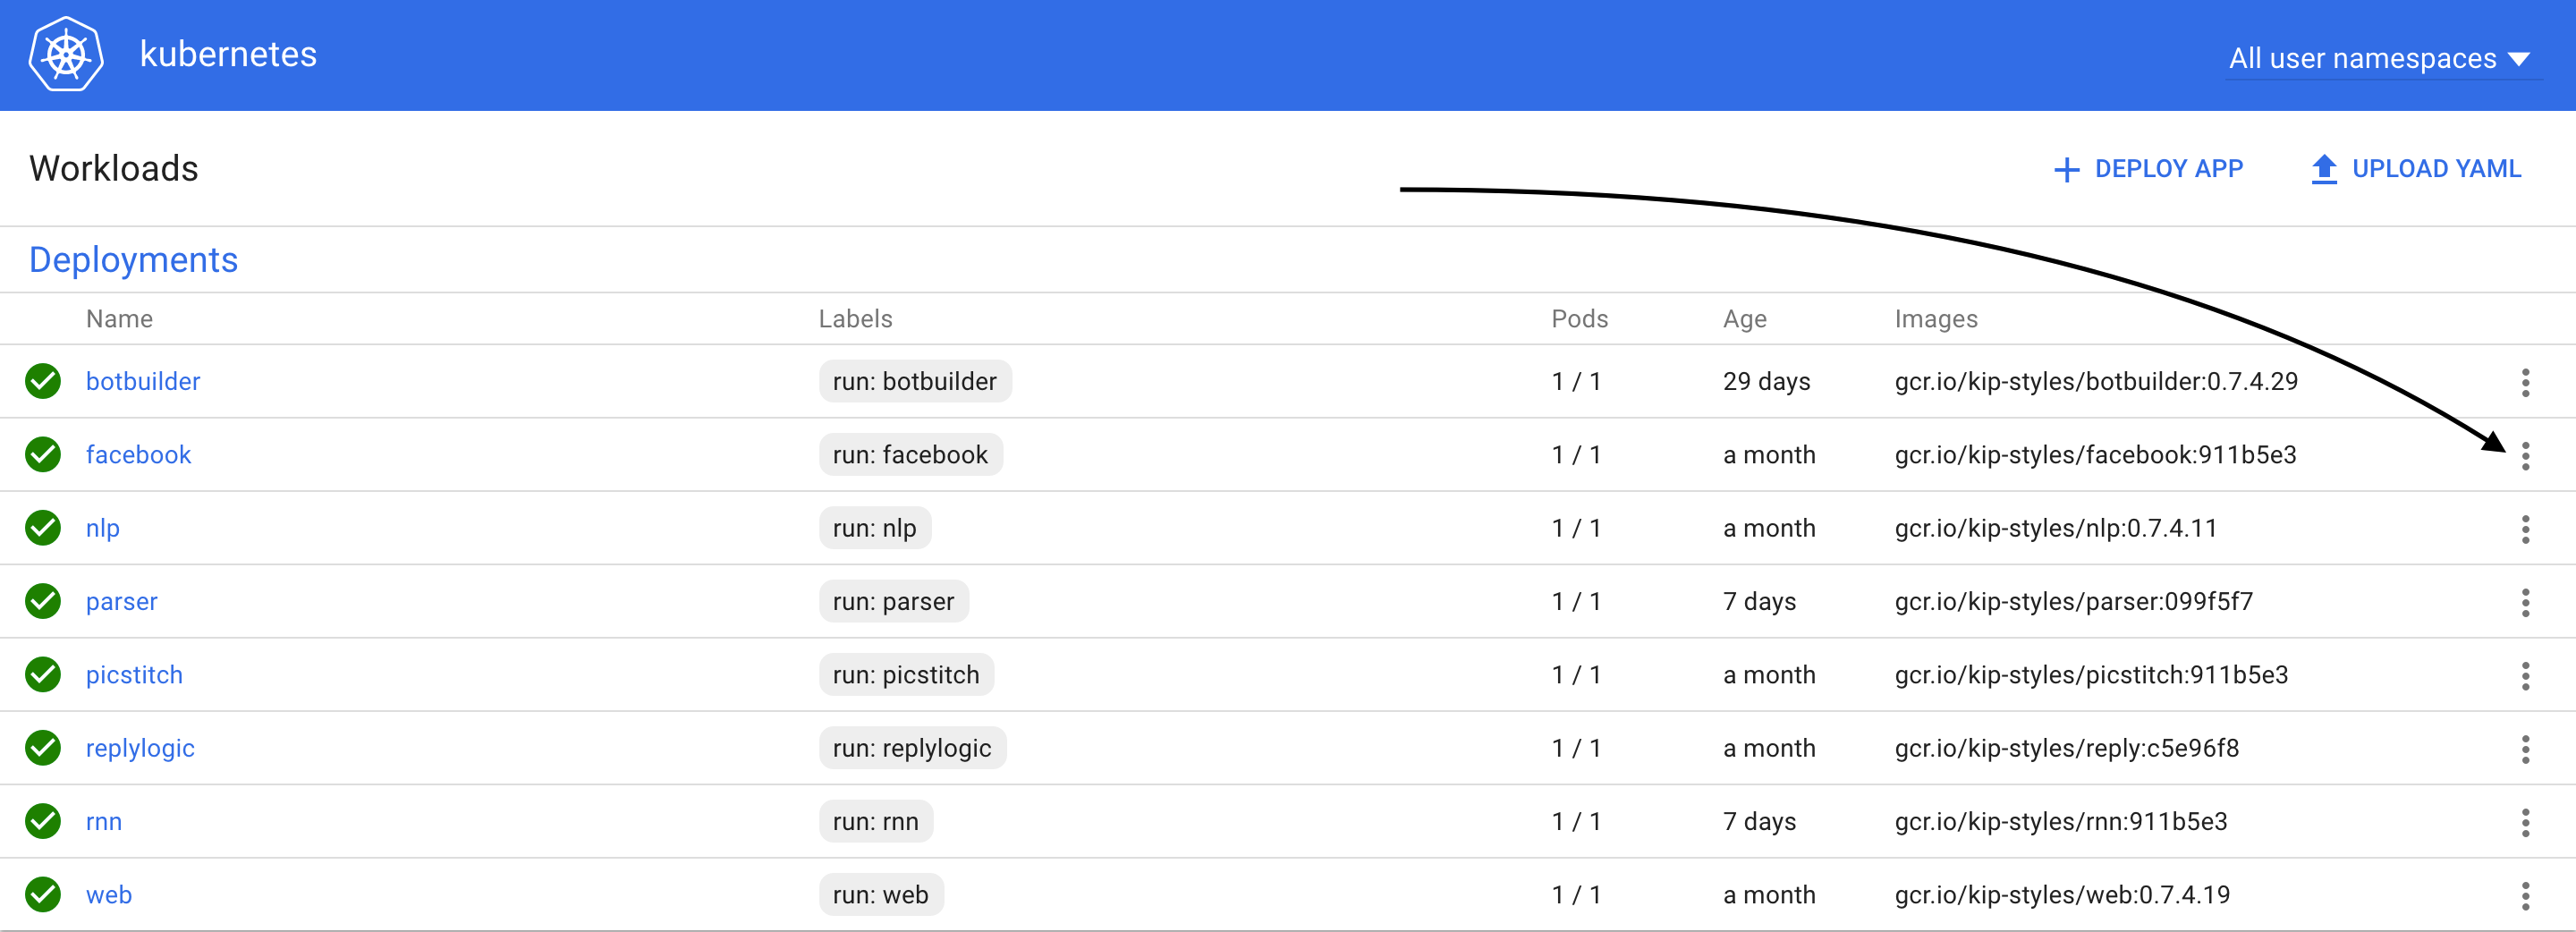 kubernetes
All user namespaces
Workloads
DEPLOY APP
UPLOAD YAML
Deployments
Name Labels Pods Age Images
botbuilder run: botbuilder 1 / 1 29 days gcr.io/kip-styles/botbuilder:0.7.4.29
facebook run: facebook 1 / 1 a month gcr.io/kip-styles/facebook:911b5e3
nlp run: nlp 1 / 1 a month gcr.io/kip-styles/nlp:0.7.4.11
parser run: parser 1 / 1 7 days gcr.io/kip-styles/parser:099f5f7
picstitch run: picstitch 1 / 1 a month gcr.io/kip-styles/picstitch:911b5e3
replylogic run: replylogic 1 / 1 a month gcr.io/kip-styles/reply:c5e96f8
rnn run: rnn 1 / 1 7 days gcr.io/kip-styles/rnn:911b5e3
web run: web 1 / 1 a month gcr.io/kip-styles/web:0.7.4.19